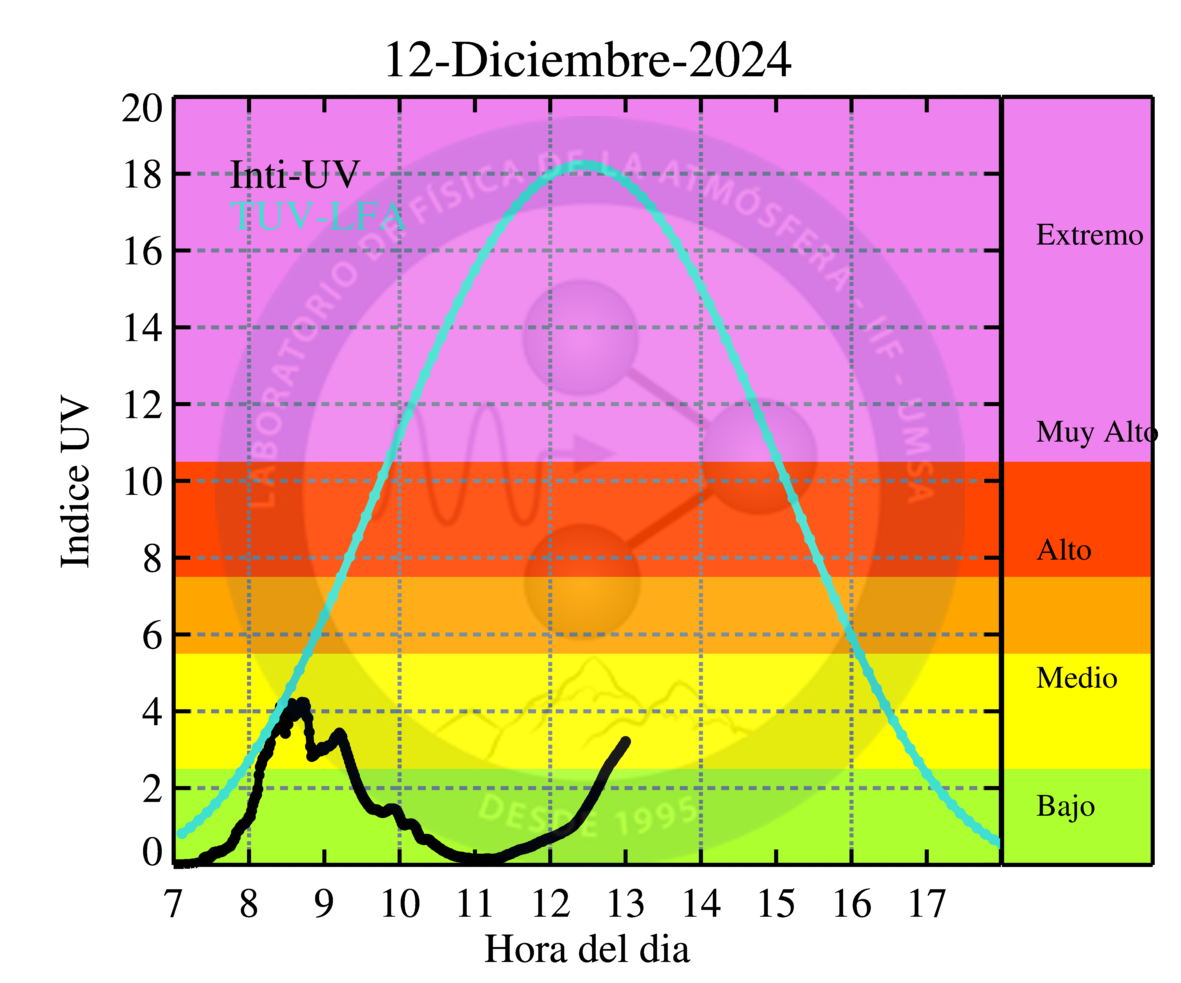 12-Diciembre-2024
Indice UV
20
18
16
14
12
10
8
6
4
2
0
Inti-UV
TUV-LFA
LABORATORIO DE FÍSICA DE LA ATMÓSFERA - IIF - UMSA
DESDE 1995
Extremo
Muy Alto
Alto
Medio
Bajo
7 8 9 10 11 12 13 14 15 16 17
Hora del dia